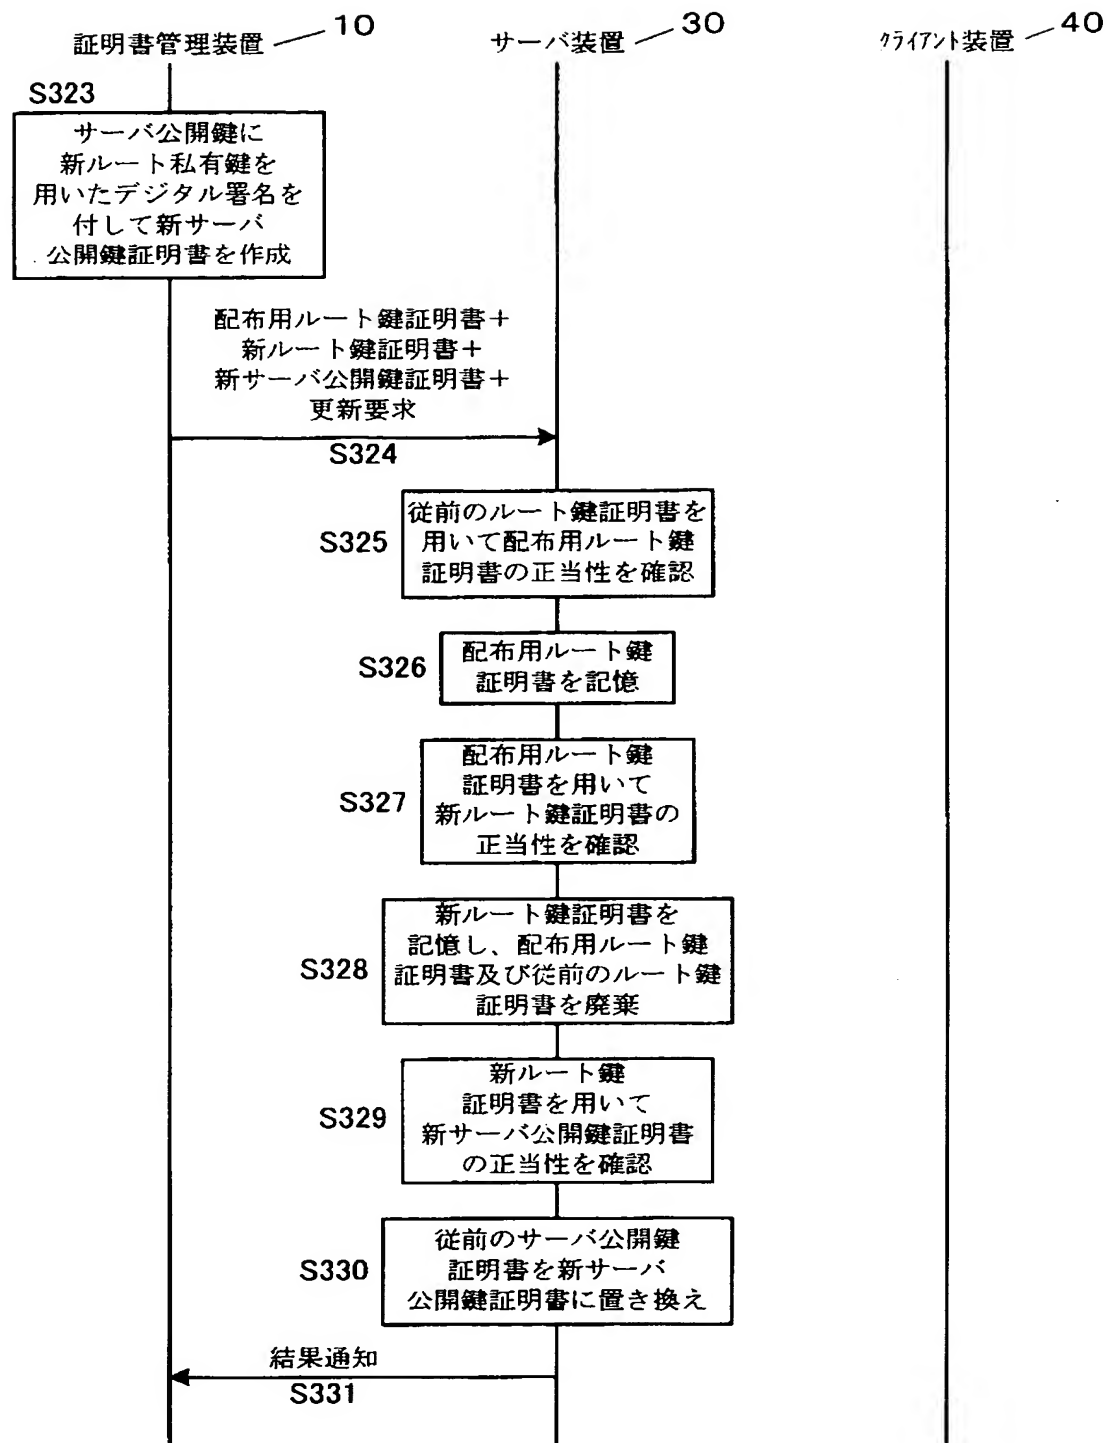 証明書管理装置 10
サーバ装置 30
クライアント装置 40
S323
サーバ公開鍵に
新ルート私有鍵を
用いたデジタル署名を
付して新サーバ
公開鍵証明書を作成
配布用ルート鍵証明書+
新ルート鍵証明書+
新サーバ公開鍵証明書+
更新要求
S324
S325
従前のルート鍵証明書を
用いて配布用ルート鍵
証明書の正当性を確認
S326
配布用ルート鍵
証明書を記憶
S327
配布用ルート鍵
証明書を用いて
新ルート鍵証明書の
正当性を確認
S328
新ルート鍵証明書を
記憶し、配布用ルート鍵
証明書及び従前のルート鍵
証明書を廃棄
S329
新ルート鍵
証明書を用いて
新サーバ公開鍵証明書
の正当性を確認
S330
従前のサーバ公開鍵
証明書を新サーバ
公開鍵証明書に置き換え
結果通知
S331